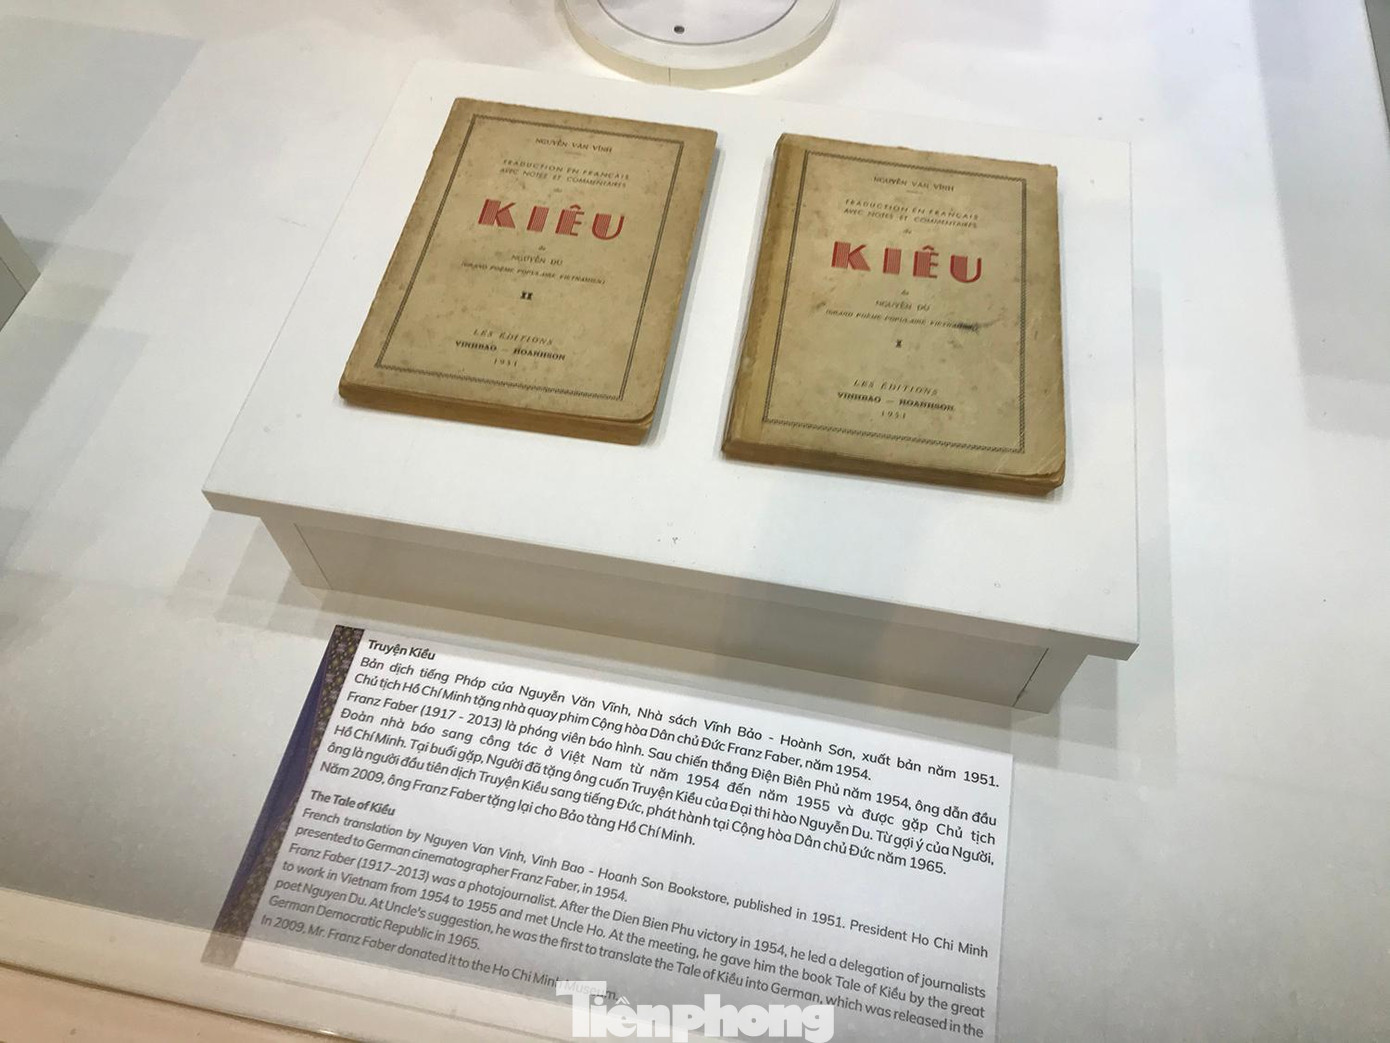 NGUYỄN VĂN VĨNH
TRADUCTION EN FRANÇAIS
AVEC NOTES ET COMMENTAIRES
du
KIÊU
de
NGUYỄN DU
(GRAND POÈME POPULAIRE VIETNAMIEN)
II
LES ÉDITIONS
VINHBAO — HOANHSON
1951
NGUYỄN VĂN VĨNH
TRADUCTION EN FRANÇAIS
AVEC NOTES ET COMMENTAIRES
du
KIÊU
de
NGUYỄN DU
(GRAND POÈME POPULAIRE VIETNAMIEN)
I
LES ÉDITIONS
VINHBAO — HOANHSON
1951
Truyện Kiều
Bản dịch tiếng Pháp của Nguyễn Văn Vĩnh, Nhà sách Vĩnh Bảo - Hoành Sơn, xuất bản năm 1951.
Chủ tịch Hồ Chí Minh tặng nhà quay phim Cộng hòa Dân chủ Đức Franz Faber, năm 1954.
Franz Faber (1917 - 2013) là phóng viên báo hình. Sau chiến thắng Điện Biên Phủ năm 1954, ông dẫn đầu
Đoàn nhà báo sang công tác ở Việt Nam từ năm 1954 đến năm 1955 và được gặp Chủ tịch
Hồ Chí Minh. Tại buổi gặp, Người đã tặng ông cuốn Truyện Kiều của Đại thi hào Nguyễn Du. Từ gợi ý của Người,
ông là người đầu tiên dịch Truyện Kiều sang tiếng Đức, phát hành tại Cộng hòa Dân chủ Đức năm 1965.
Năm 2009, ông Franz Faber tặng lại cho Bảo tàng Hồ Chí Minh.
The Tale of Kiều
French translation by Nguyen Van Vinh, Vinh Bao - Hoanh Son Bookstore, published in 1951. President Ho Chi Minh
presented to German cinematographer Franz Faber, in 1954.
Franz Faber (1917–2013) was a photojournalist. After the Dien Bien Phu victory in 1954, he led a delegation of journalists
to work in Vietnam from 1954 to 1955 and met Uncle Ho. At the meeting, he gave him the book Tale of Kiều by the great
poet Nguyen Du. At Uncle's suggestion, he was the first to translate the Tale of Kiều into German, which was released in the
German Democratic Republic in 1965.
In 2009, Mr. Franz Faber donated it to the Ho Chi Minh Museum.
Tiênphong